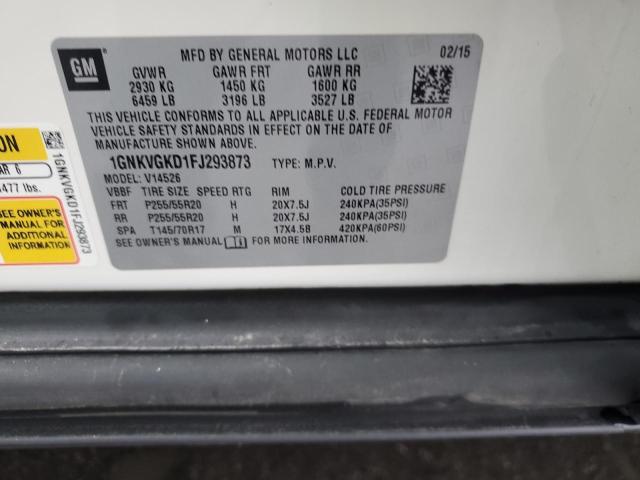 GM
MFD BY GENERAL MOTORS LLC 02/15
GVWR GAWR FRT GAWR RR
2930 KG 1450 KG 1600 KG
6459 LB 3196 LB 3527 LB
THIS VEHICLE CONFORMS TO ALL APPLICABLE U.S. FEDERAL MOTOR
VEHICLE SAFETY STANDARDS IN EFFECT ON THE DATE OF
MANUFACTURE SHOWN ABOVE.
1GNKVGKD1FJ293873 TYPE: M.P.V.
MODEL: V14526
VBBF TIRE SIZE SPEED RTG RIM COLD TIRE PRESSURE
FRT P255/55R20 H 20X7.5J 240KPA(35PSI)
RR P255/55R20 H 20X7.5J 240KPA(35PSI)
SPA T145/70R17 M 17X4.5B 420KPA(60PSI)
SEE OWNER'S MANUAL FOR MORE INFORMATION.
ON
AR 6
477 lbs.
SEE OWNER'S
MANUAL FOR
ADDITIONAL
INFORMATION
1GNKVGKD1FJ293873